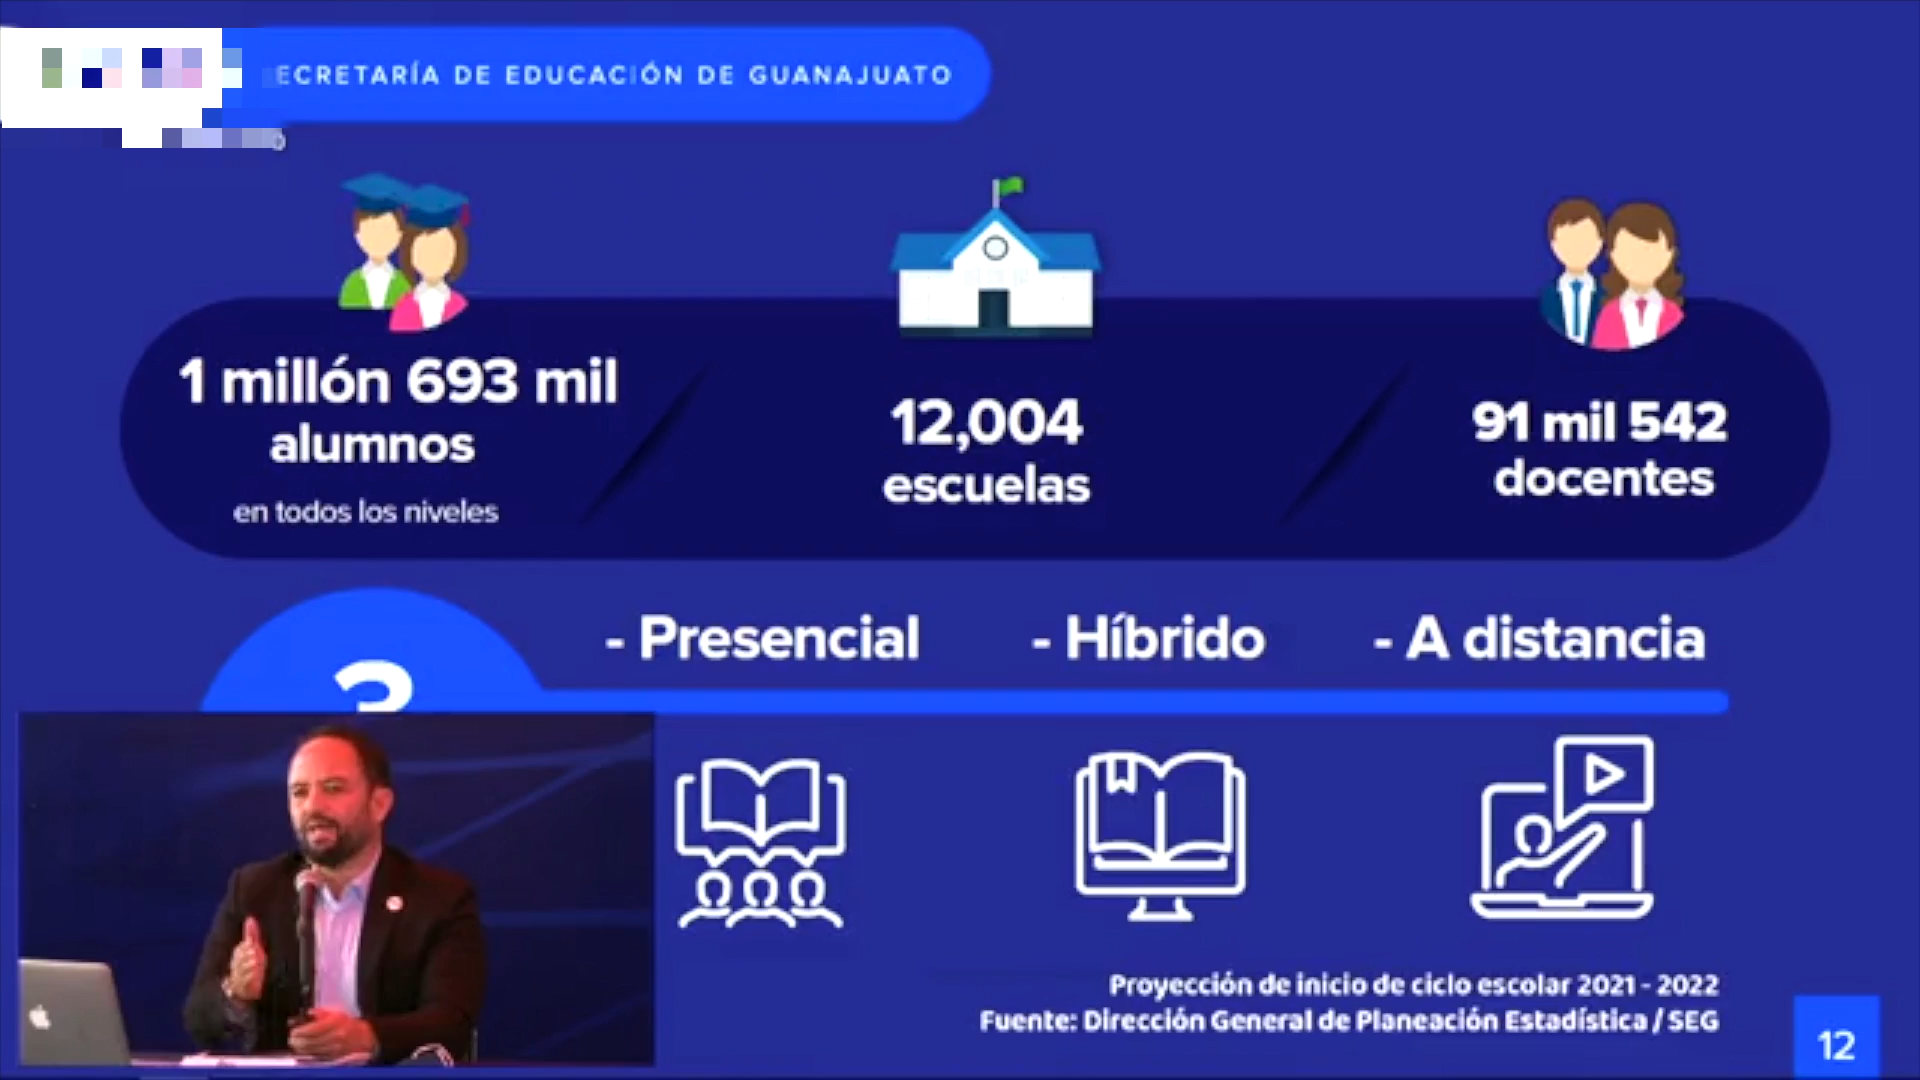 ECRETARÍA DE EDUCACIÓN DE GUANAJUATO
1 millón 693 mil
alumnos
en todos los niveles
12,004
escuelas
91 mil 542
docentes
- Presencial
- Híbrido
- A distancia
Proyección de inicio de ciclo escolar 2021 - 2022
Fuente: Dirección General de Planeación Estadística / SEG
12